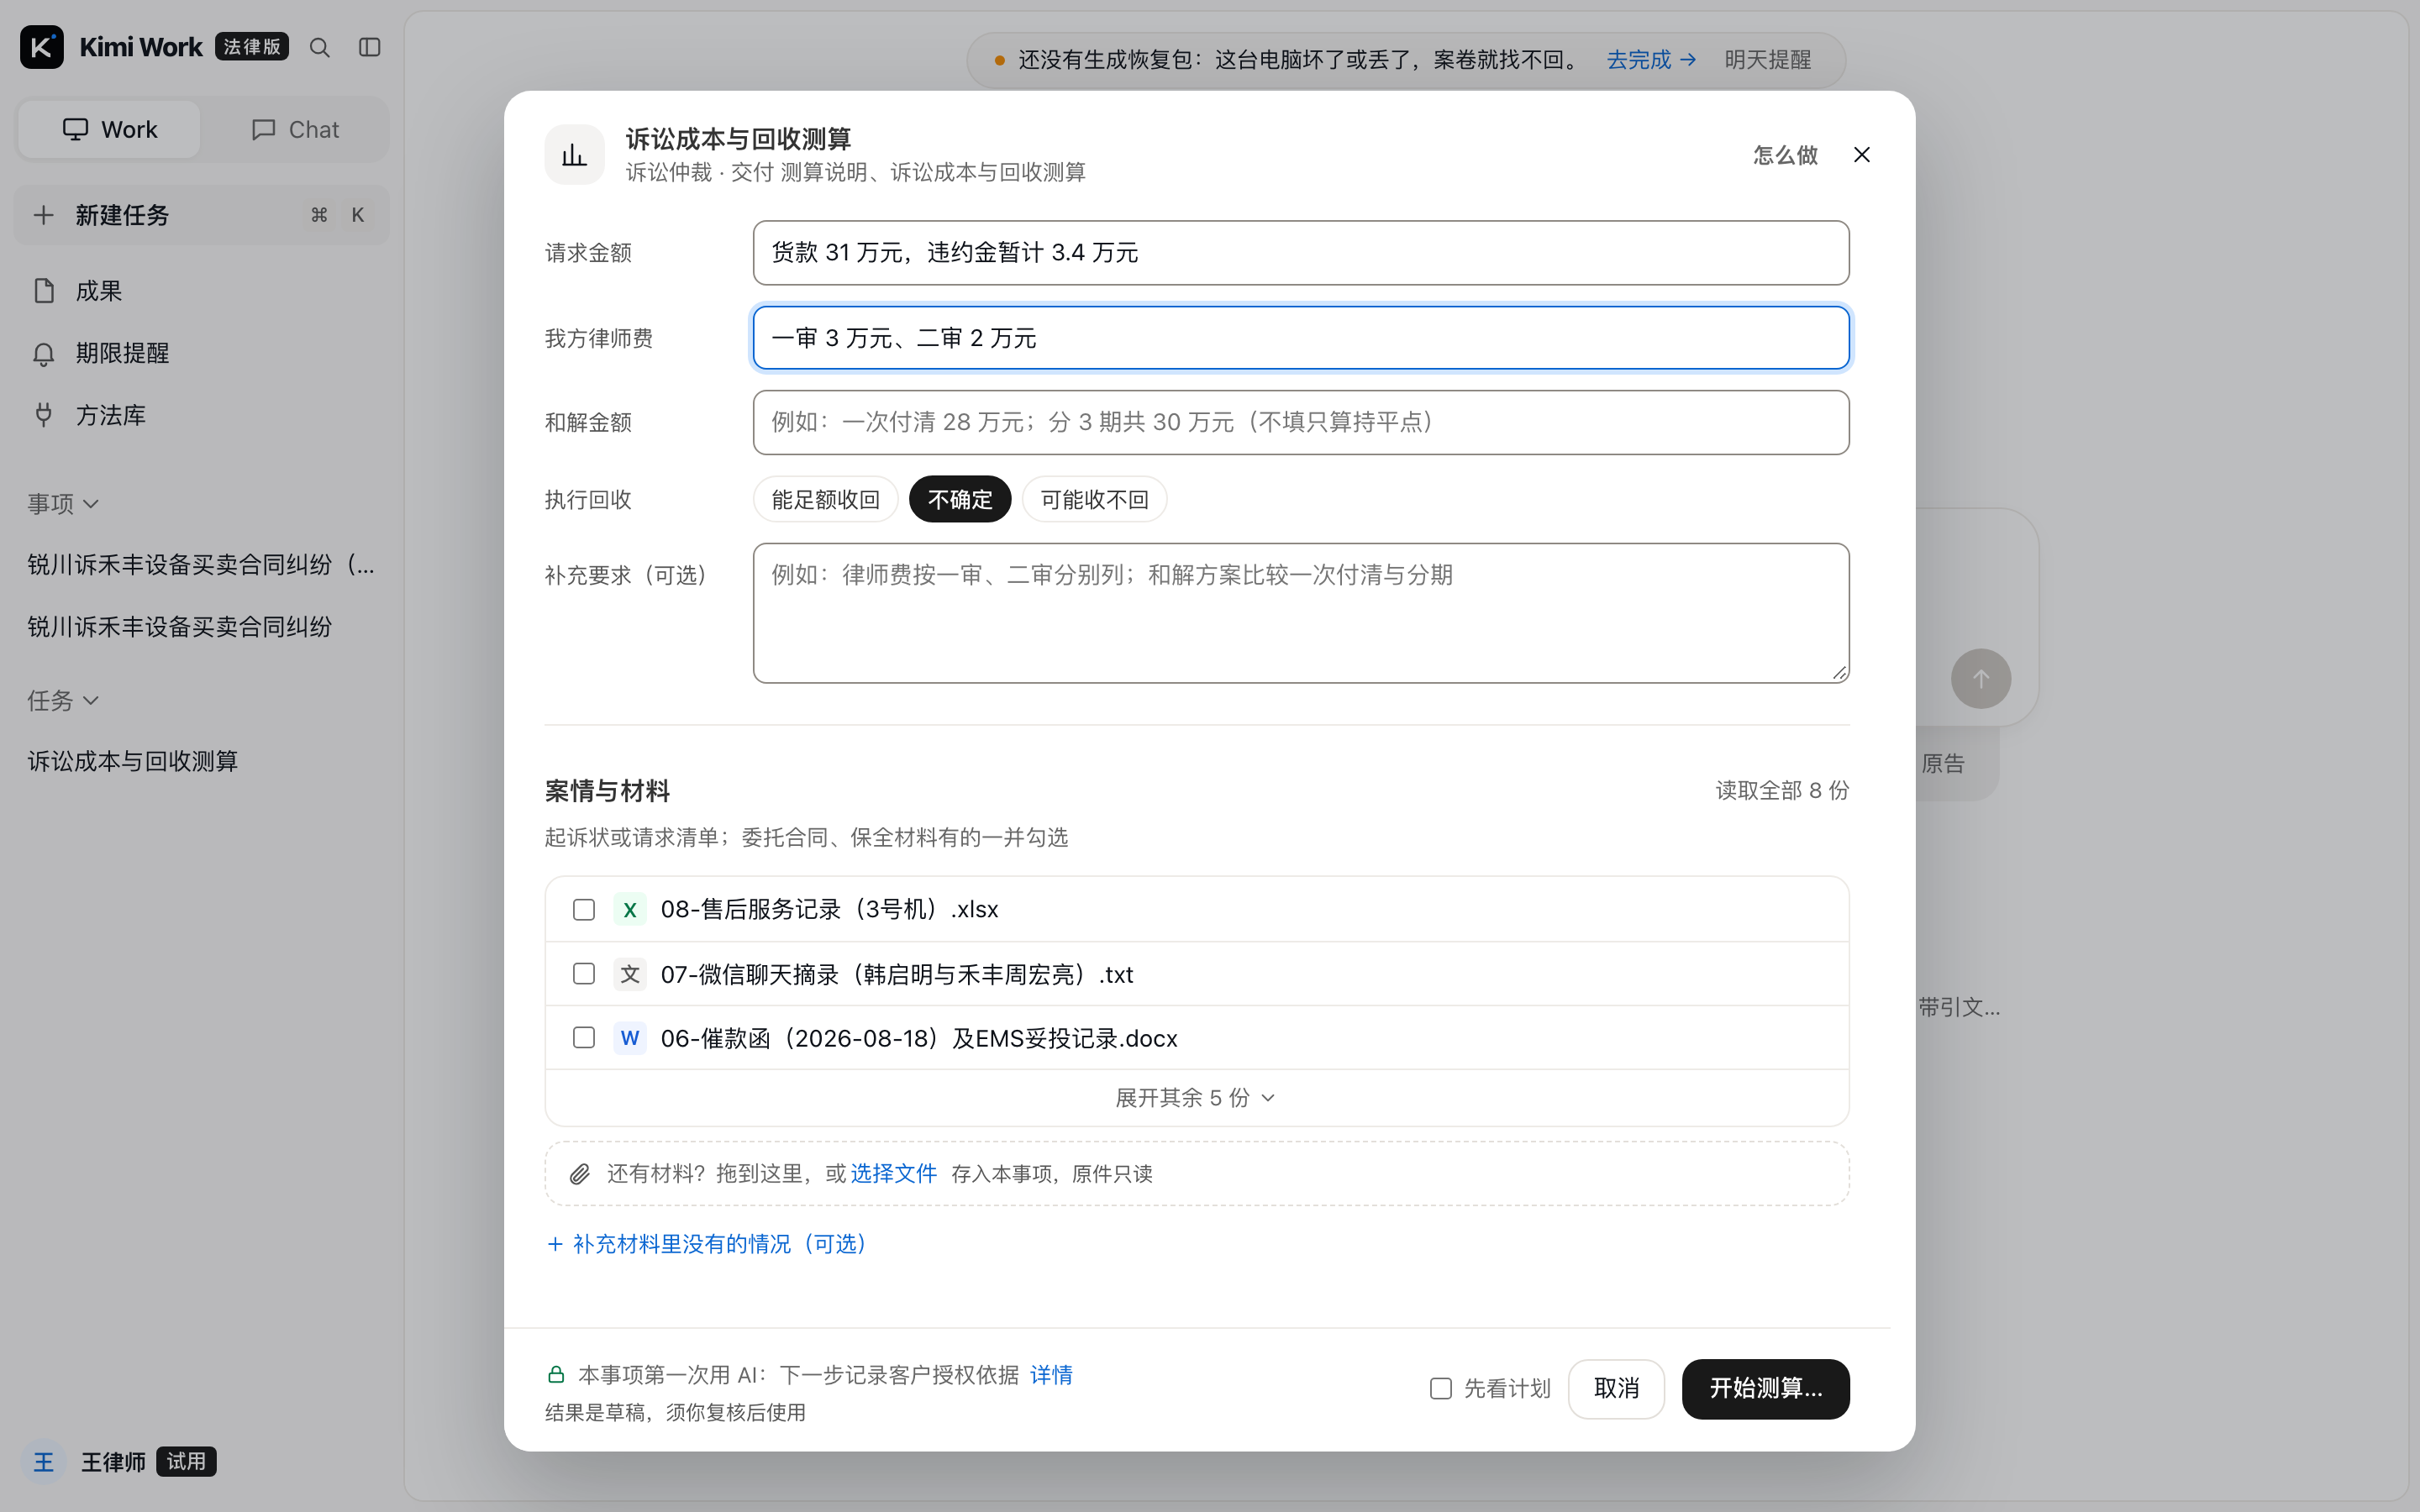 Kimi Work 法律版
Work
Chat
新建任务 ⌘ K
成果
期限提醒
方法库
事项
锐川诉禾丰设备买卖合同纠纷（...
锐川诉禾丰设备买卖合同纠纷
任务
诉讼成本与回收测算
王 王律师 试用
还没有生成恢复包：这台电脑坏了或丢了，案卷就找不回。 去完成 → 明天提醒
诉讼成本与回收测算
诉讼仲裁 · 交付 测算说明、诉讼成本与回收测算
怎么做
请求金额 货款 31 万元，违约金暂计 3.4 万元
我方律师费 一审 3 万元、二审 2 万元
和解金额 例如：一次付清 28 万元；分 3 期共 30 万元（不填只算持平点）
执行回收 能足额收回 不确定 可能收不回
补充要求（可选） 例如：律师费按一审、二审分别列；和解方案比较一次付清与分期
案情与材料 读取全部 8 份
起诉状或请求清单；委托合同、保全材料有的一并勾选
X 08-售后服务记录（3号机）.xlsx
文 07-微信聊天摘录（韩启明与禾丰周宏亮）.txt
W 06-催款函（2026-08-18）及EMS妥投记录.docx
展开其余 5 份
还有材料？拖到这里，或选择文件 存入本事项，原件只读
+ 补充材料里没有的情况（可选）
本事项第一次用 AI：下一步记录客户授权依据 详情
结果是草稿，须你复核后使用
先看计划 取消 开始测算...
原告
带引文...